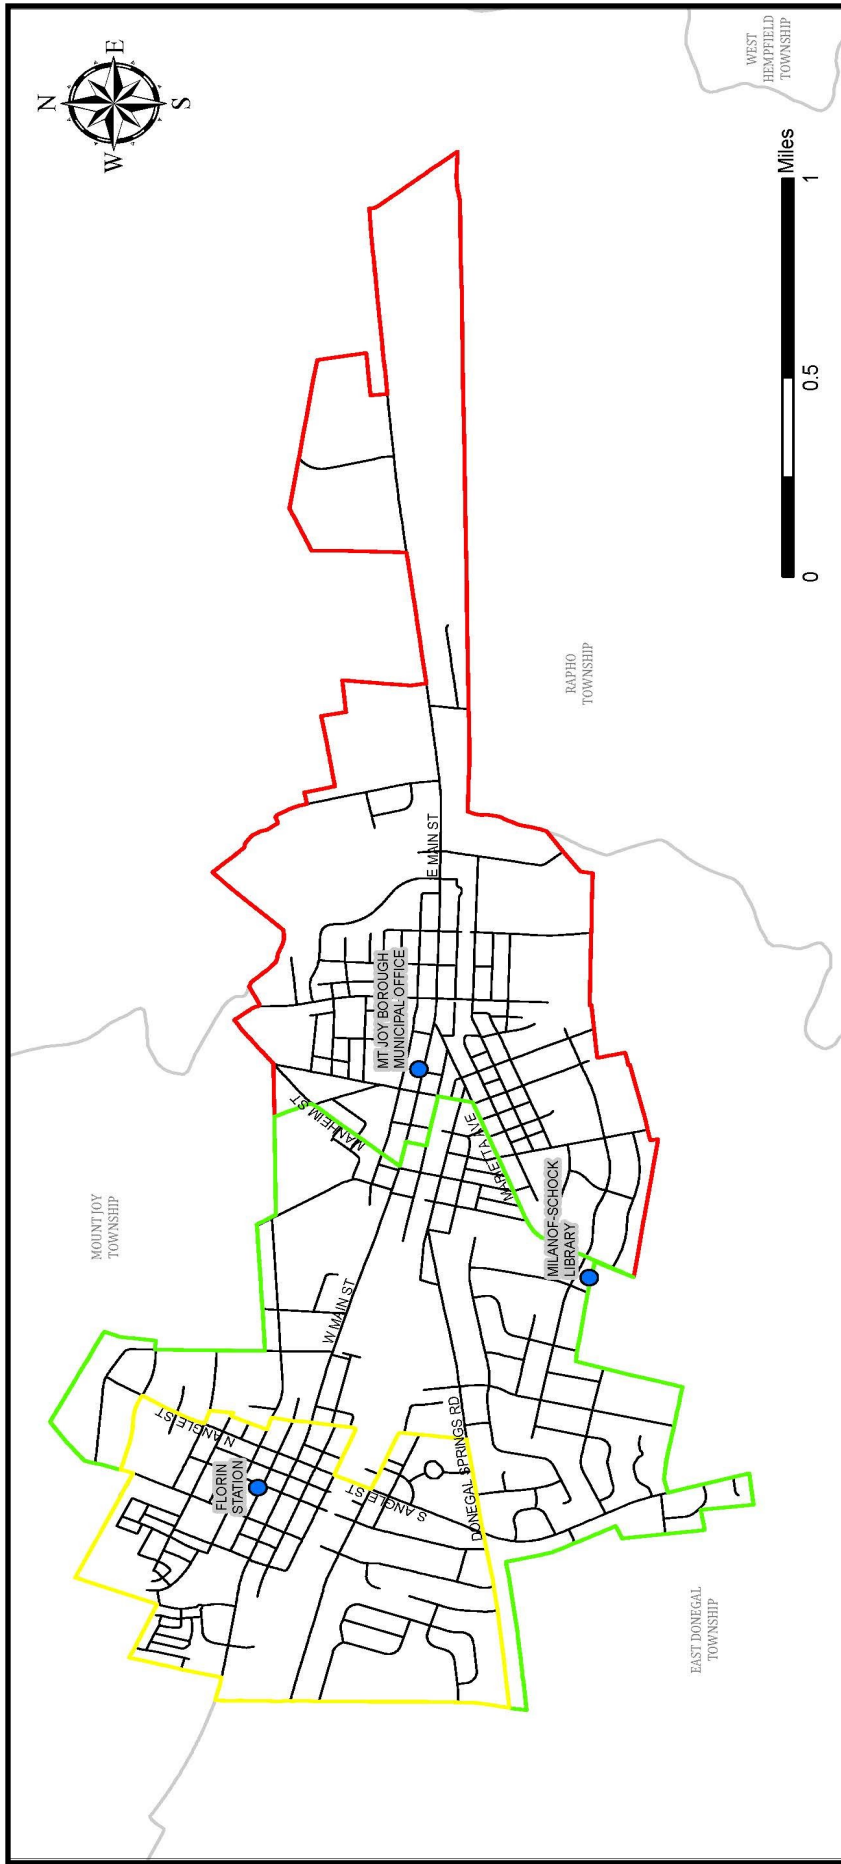 N
E
W
S
WEST
HEMPFIELD
TOWNSHIP
Miles
0
0.5
1
MOUNT JOY
TOWNSHIP
RAPHO
TOWNSHIP
EAST DONEGAL
TOWNSHIP
FLORIN
STATION
MT JOY BOROUGH
MUNICIPAL OFFICE
MILANOF-SCHOCK
LIBRARY
N ANGLE ST
S ANGLE ST
W MAIN ST
MANHEIM ST
E MAIN ST
MARIETTA AVE
DONEGAL SPRINGS RD